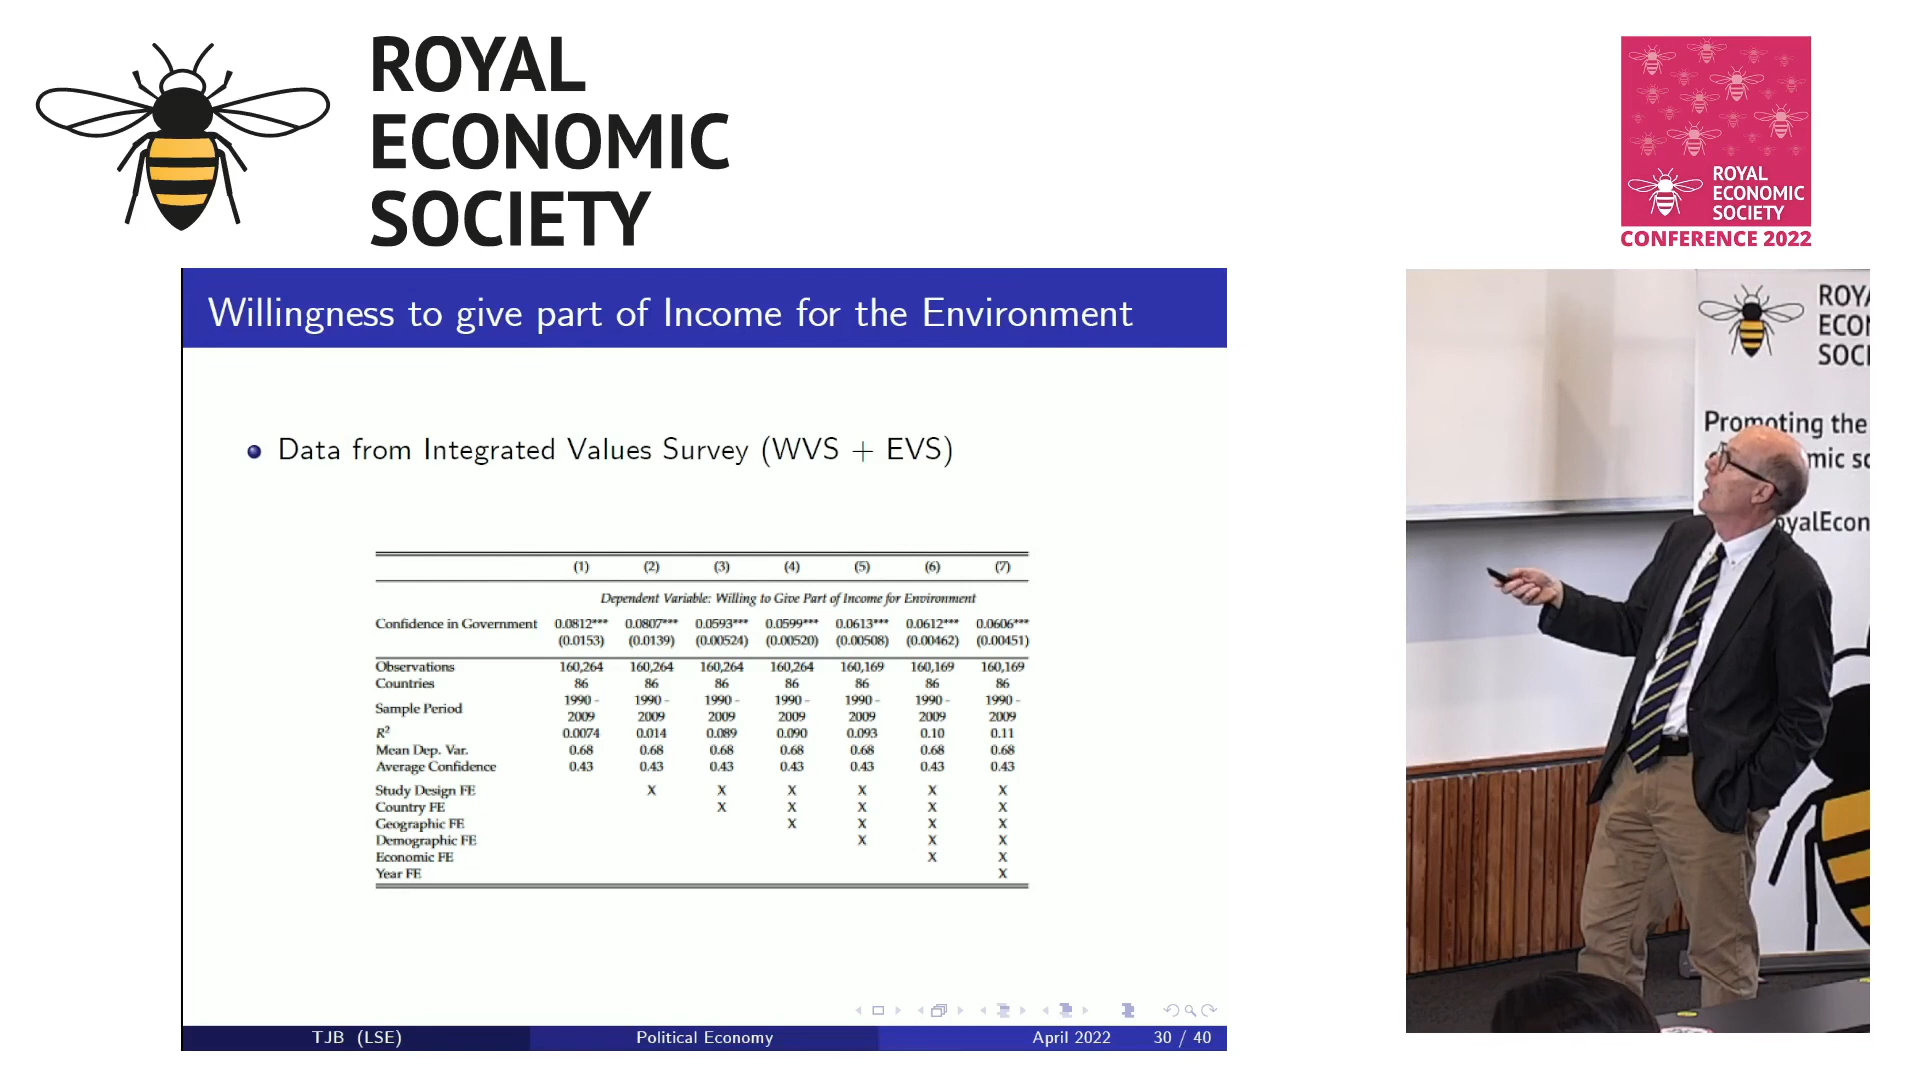 ROYAL
ECONOMIC
SOCIETY
ROYAL
ECONOMIC
SOCIETY
CONFERENCE 2022
Willingness to give part of Income for the Environment
Data from Integrated Values Survey (WVS + EVS)
(1) (2) (3) (4) (5) (6) (7)
Dependent Variable: Willing to Give Part of Income for Environment
Confidence in Government 0.0812*** 0.0807*** 0.0593*** 0.0599*** 0.0613*** 0.0612*** 0.0606***
(0.0153) (0.0139) (0.00524) (0.00520) (0.00508) (0.00462) (0.00451)
Observations 160,264 160,264 160,264 160,264 160,169 160,169 160,169
Countries 86 86 86 86 86 86 86
Sample Period 1990 - 1990 - 1990 - 1990 - 1990 - 1990 - 1990 -
2009 2009 2009 2009 2009 2009 2009
R² 0.0074 0.014 0.089 0.090 0.093 0.10 0.11
Mean Dep. Var. 0.68 0.68 0.68 0.68 0.68 0.68 0.68
Average Confidence 0.43 0.43 0.43 0.43 0.43 0.43 0.43
Study Design FE X X X X X X
Country FE X X X X X
Geographic FE X X X X
Demographic FE X X X
Economic FE X X
Year FE X
TJB (LSE) Political Economy April 2022 30 / 40
ROYA
ECON
SOCI
Promoting the
mic sc
oyalEcon